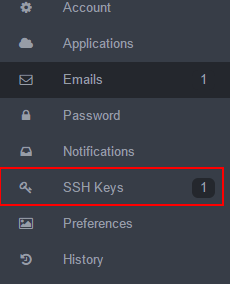 Account
Applications
Emails 1
Password
Notifications
SSH Keys 1
Preferences
History